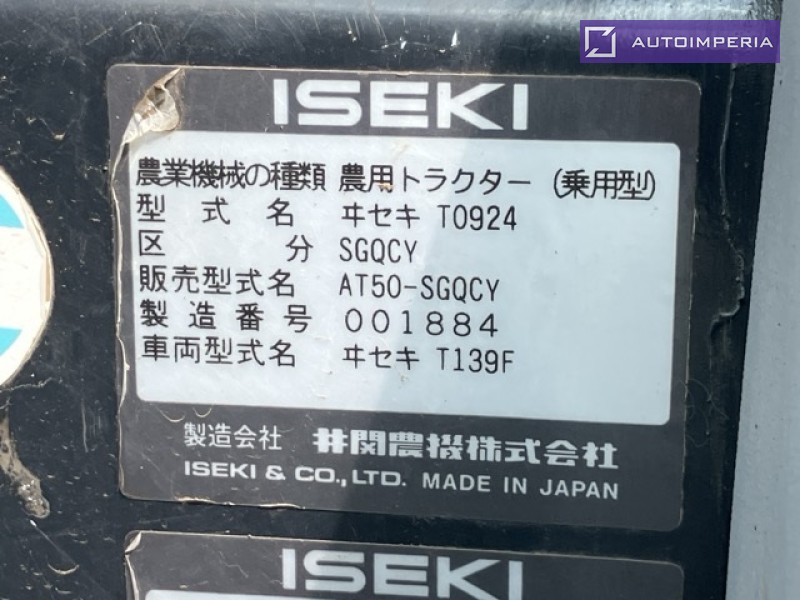 AUTOIMPERIA
ISEKI
農業機械の種類 農用トラクター (乗用型)
型式名 ヰセキ T0924
区分 SGQCY
販売型式名 AT50-SGQCY
製造番号 001884
車両型式名 ヰセキ T139F
製造会社 井関農機株式会社
ISEKI & CO., LTD. MADE IN JAPAN
ISEKI